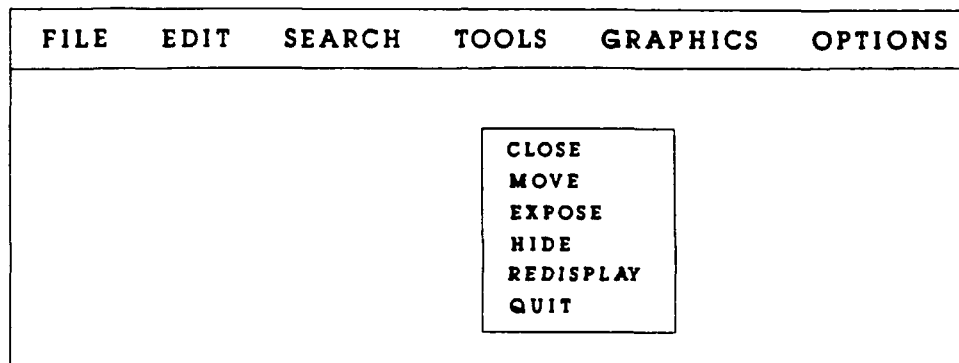 FILE EDIT SEARCH TOOLS GRAPHICS OPTIONS
CLOSE
MOVE
EXPOSE
HIDE
REDISPLAY
QUIT